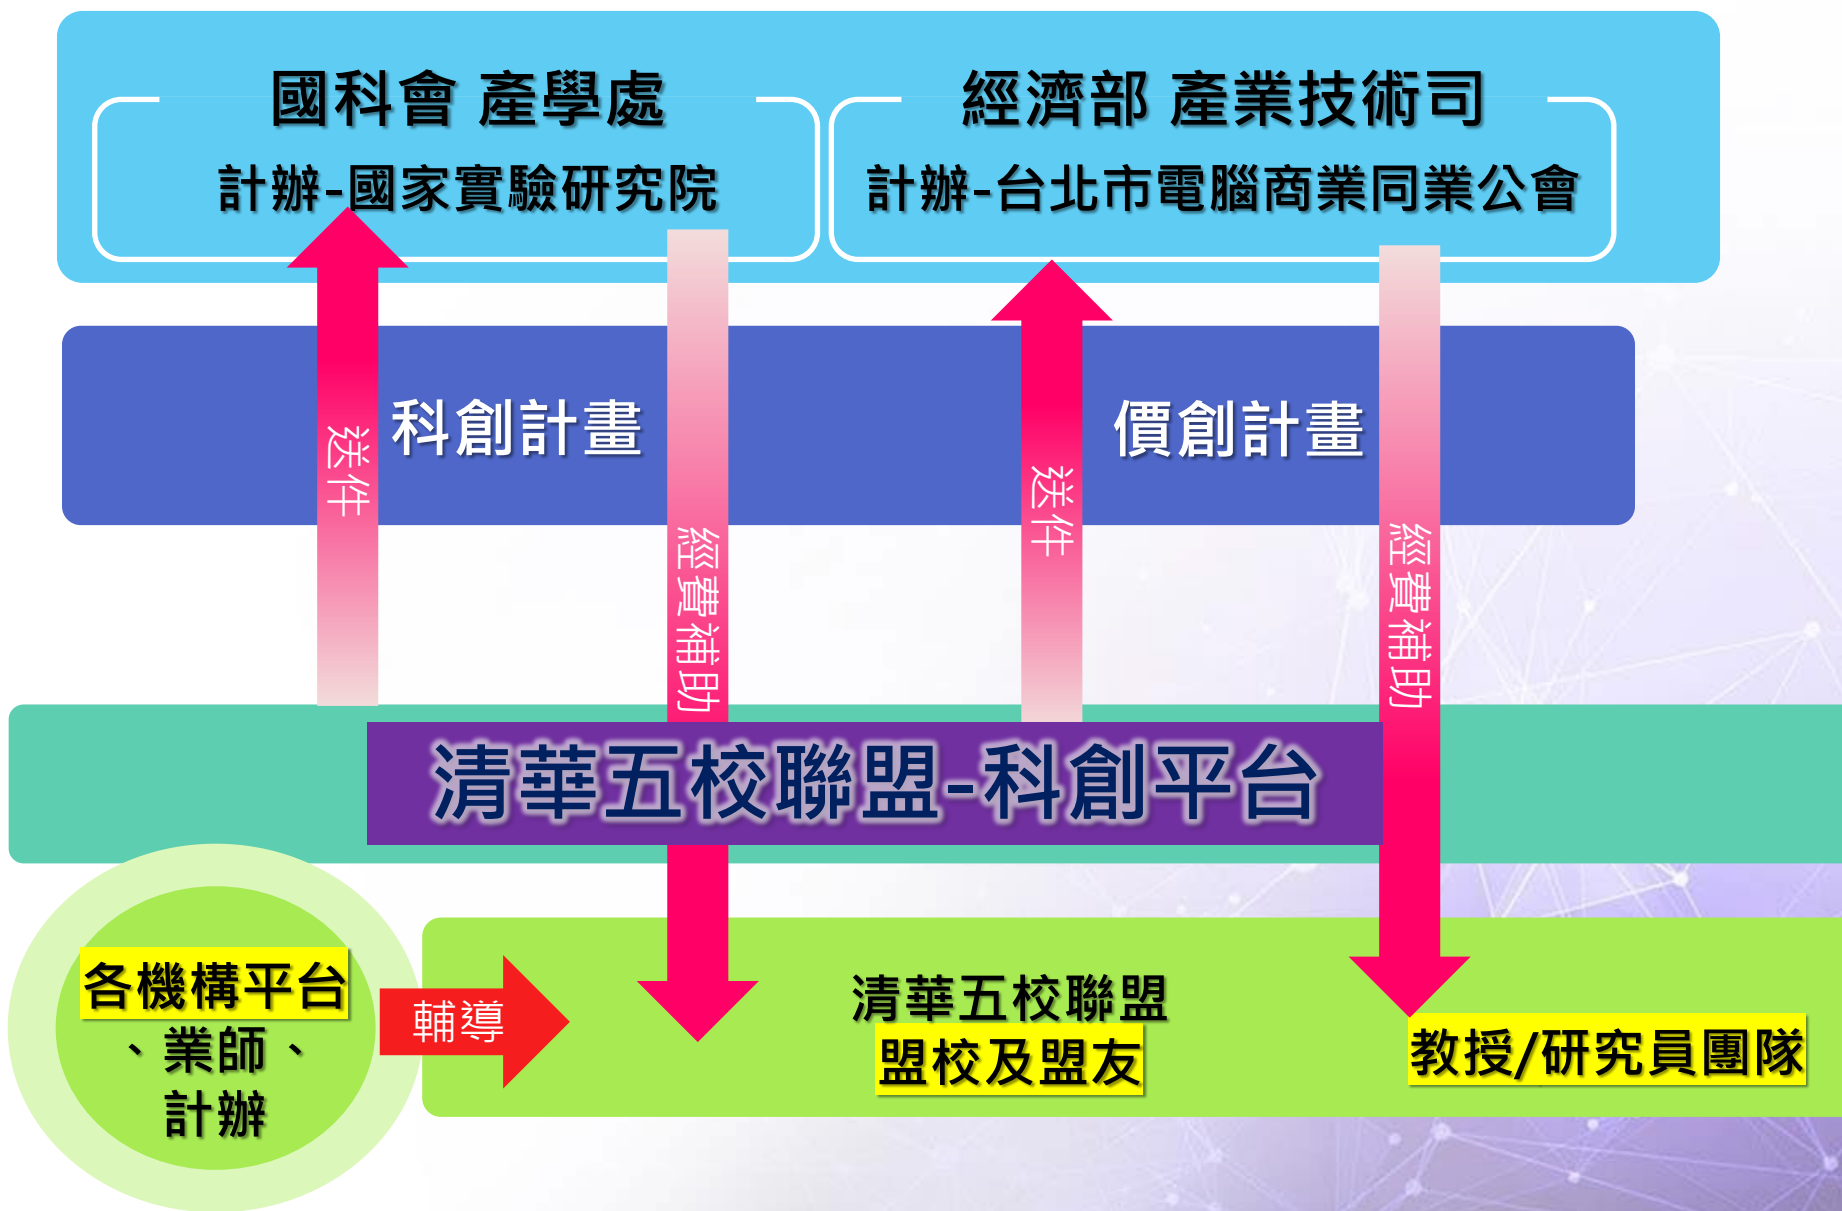 國科會 產學處
計辦-國家實驗研究院
經濟部 產業技術司
計辦-台北市電腦商業同業公會
科創計畫
價創計畫
送件
經費補助
送件
經費補助
清華五校聯盟-科創平台
各機構平台
、業師、
計辦
輔導
清華五校聯盟
盟校及盟友
教授/研究員團隊